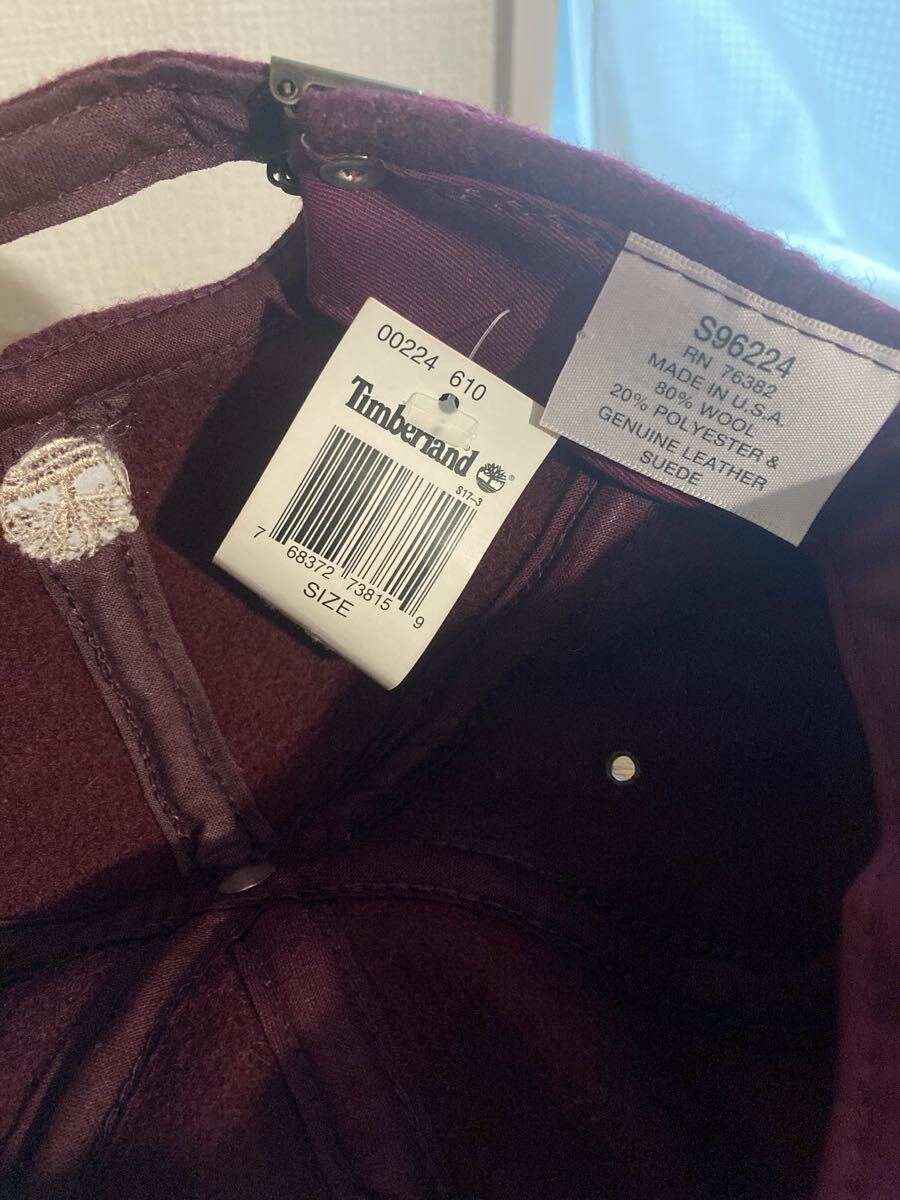 00224 610
Timberland ®
S17-3
7 68372 73815 9
SIZE
S96224
RN 76382
MADE IN U.S.A.
80% WOOL
20% POLYESTER &
GENUINE LEATHER
SUEDE